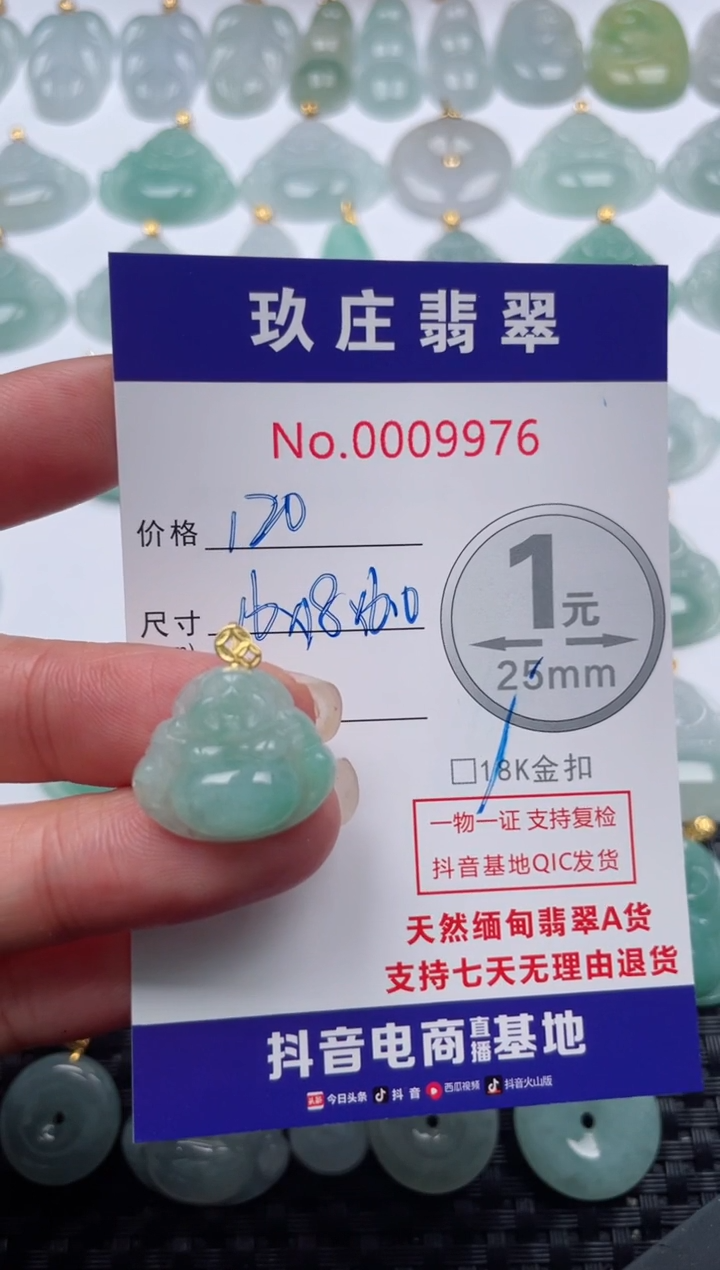 玖庄翡翠
No.0009976
价格 120
尺寸
1元
25mm
□18K金扣
一物一证 支持复检
抖音基地QIC发货
天然缅甸翡翠A货
支持七天无理由退货
抖音电商直播基地
头条 今日头条 抖音 西瓜视频 抖音火山版